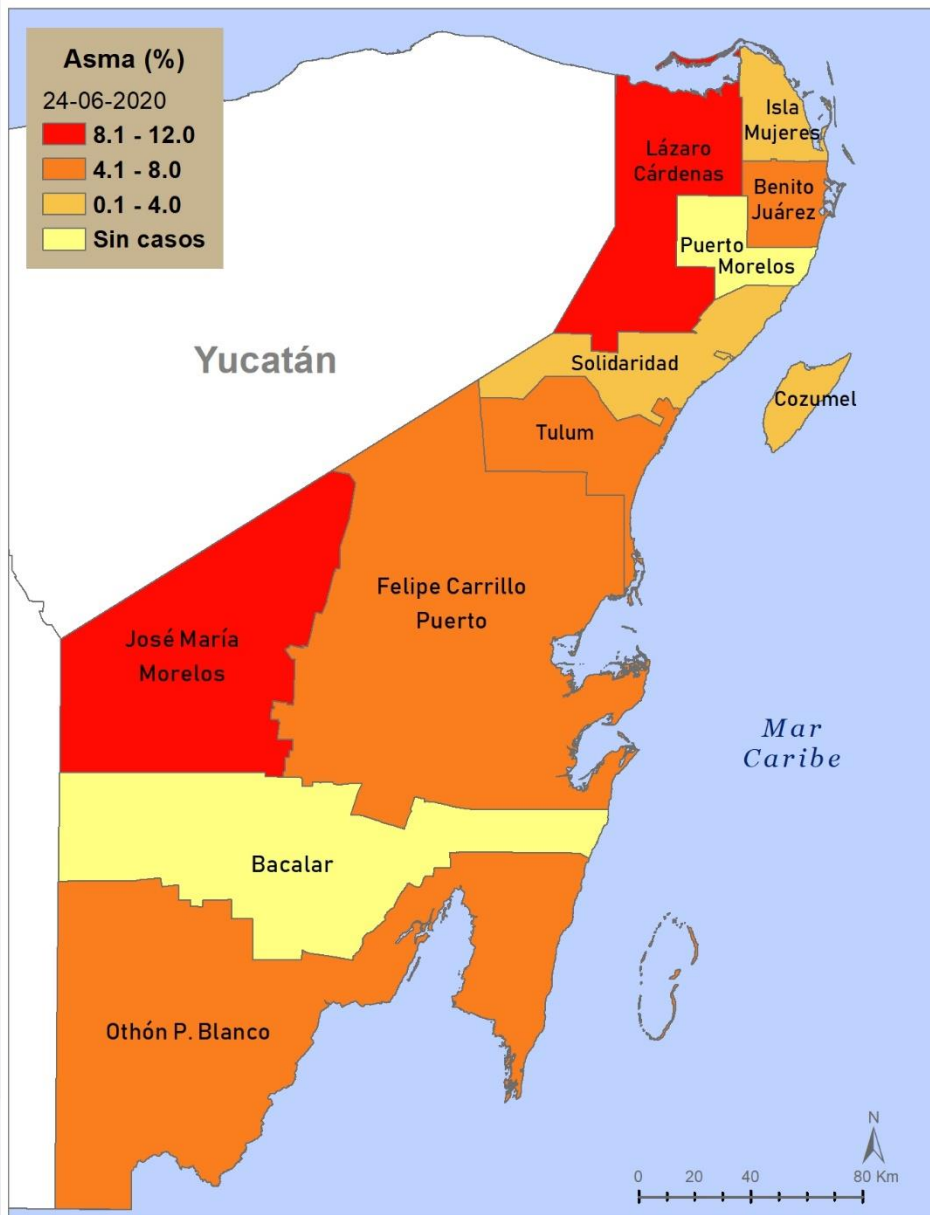 Asma (%)
24-06-2020
8.1 - 12.0
4.1 - 8.0
0.1 - 4.0
Sin casos
Isla
Mujeres
Lázaro
Cárdenas
Benito
Juárez
Puerto
Morelos
Yucatán
Solidaridad
Cozumel
Tulum
Felipe Carrillo
Puerto
José María
Morelos
Mar
Caribe
Bacalar
Othón P. Blanco
N
0 20 40 80 Km